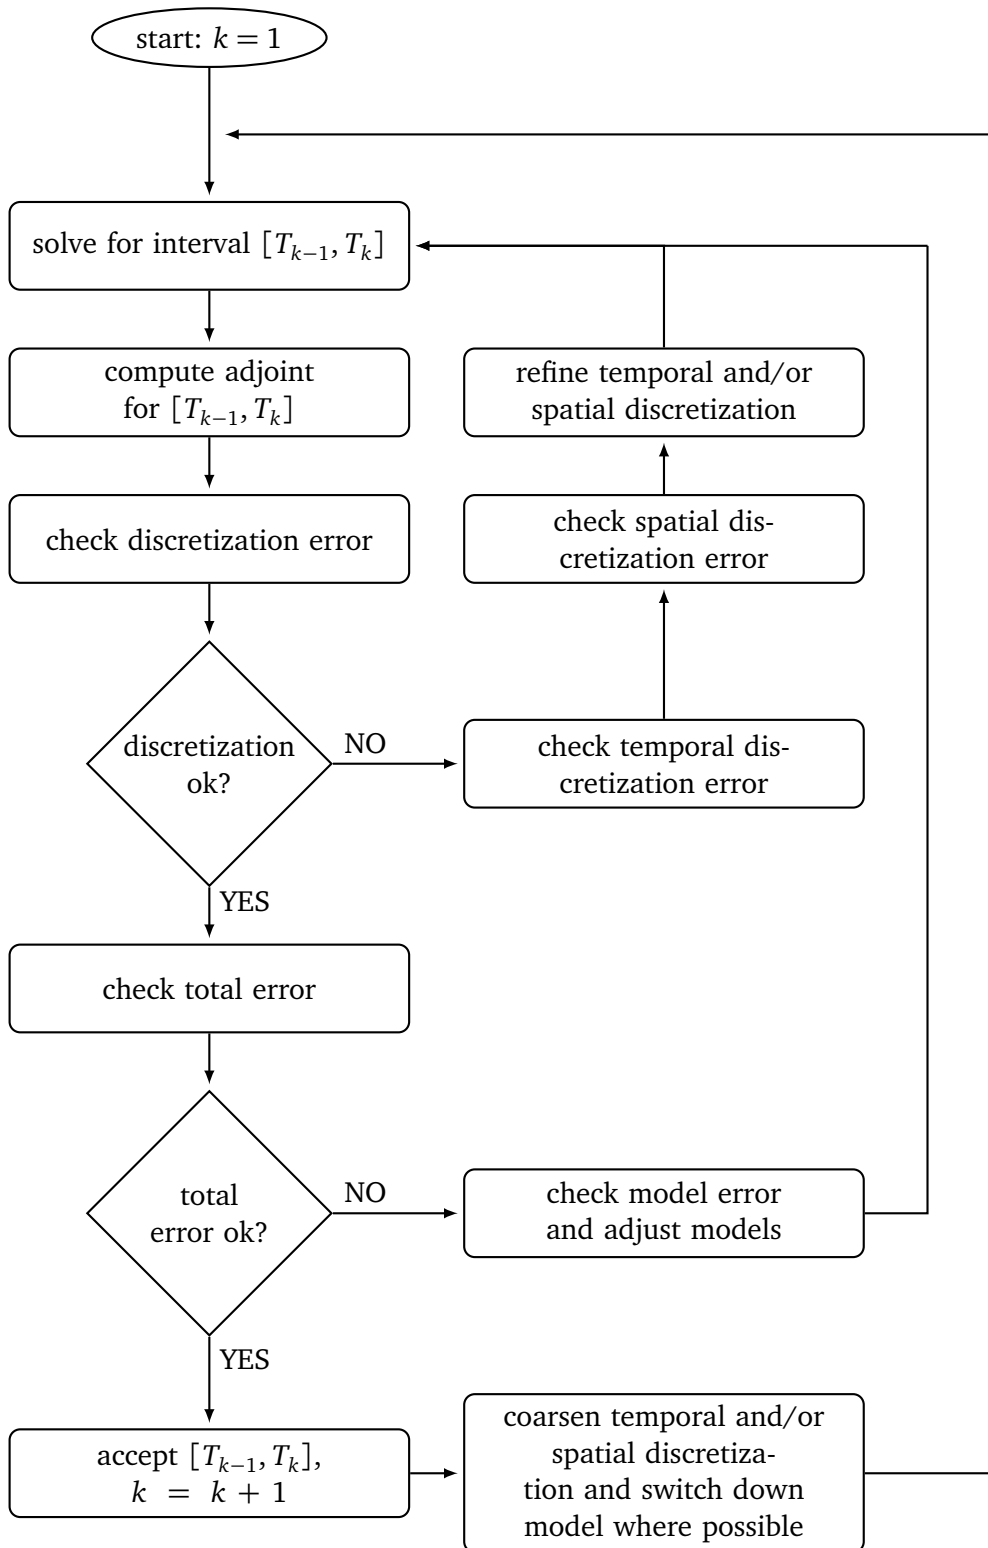 start: k = 1
solve for interval [T_{k−1}, T_k]
compute adjoint
for [T_{k−1}, T_k]
refine temporal and/or
spatial discretization
check discretization error
check spatial dis-
cretization error
discretization
ok?
NO
check temporal dis-
cretization error
YES
check total error
total
error ok?
NO
check model error
and adjust models
YES
accept [T_{k−1}, T_k],
k = k + 1
coarsen temporal and/or
spatial discretiza-
tion and switch down
model where possible